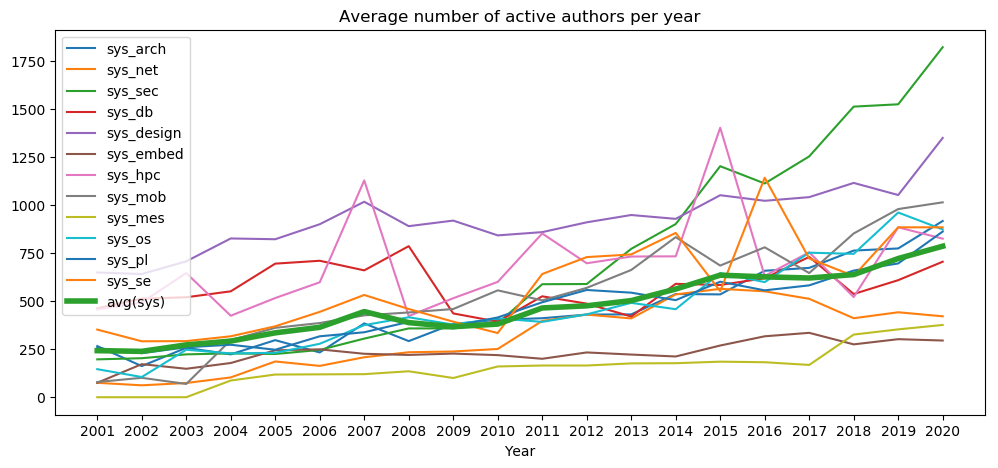 Average number of active authors per year
sys_arch
sys_net
sys_sec
sys_db
sys_design
sys_embed
sys_hpc
sys_mob
sys_mes
sys_os
sys_pl
sys_se
avg(sys)
1750
1500
1250
1000
750
500
250
0
2001 2002 2003 2004 2005 2006 2007 2008 2009 2010 2011 2012 2013 2014 2015 2016 2017 2018 2019 2020
Year